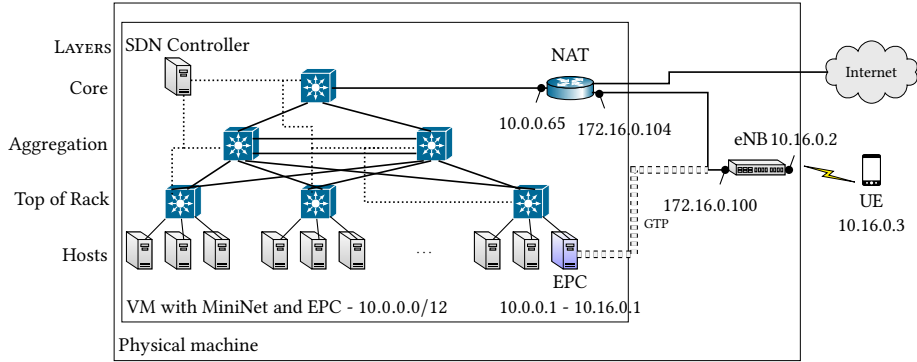 LAYERS
SDN Controller
NAT
Core
Internet
10.0.0.65
172.16.0.104
Aggregation
eNB
10.16.0.2
Top of Rack
172.16.0.100
UE
10.16.0.3
GTP
Hosts
...
EPC
VM with MiniNet and EPC - 10.0.0.0/12
10.0.0.1 - 10.16.0.1
Physical machine